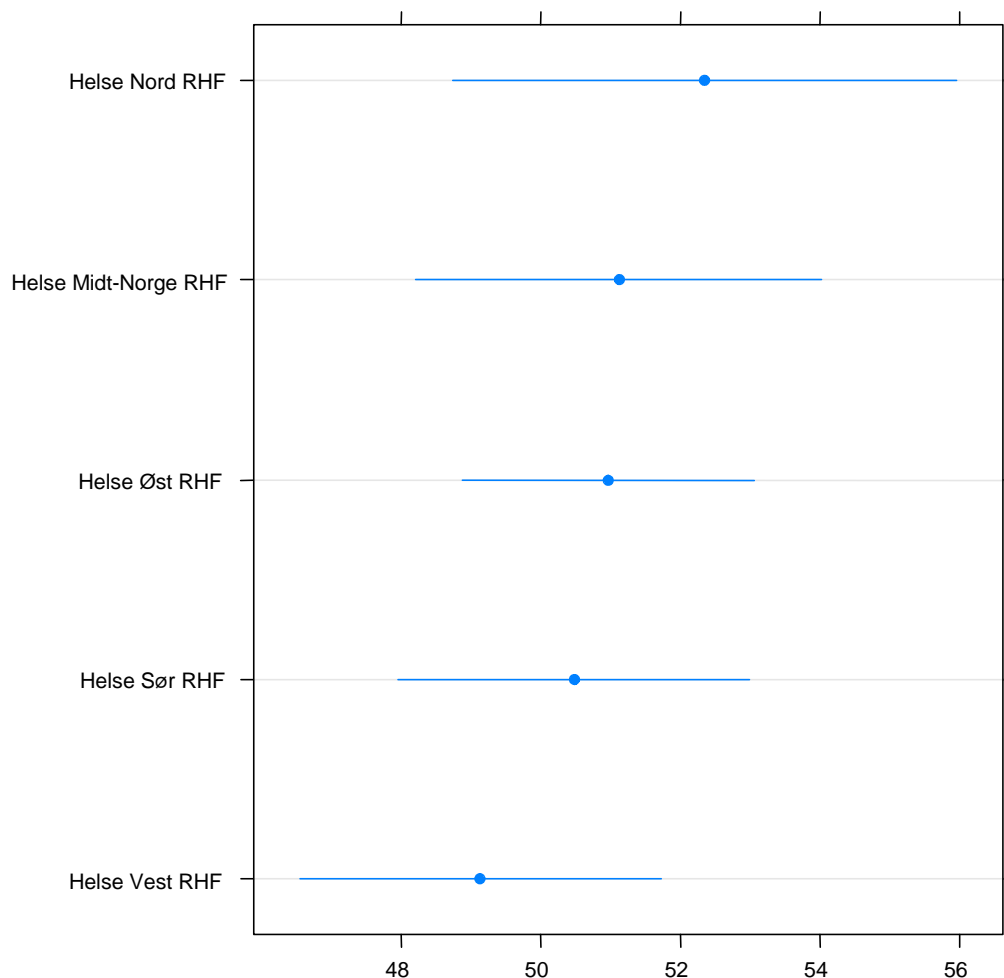 Helse Nord RHF
Helse Midt-Norge RHF
Helse Øst RHF
Helse Sør RHF
Helse Vest RHF
48 50 52 54 56